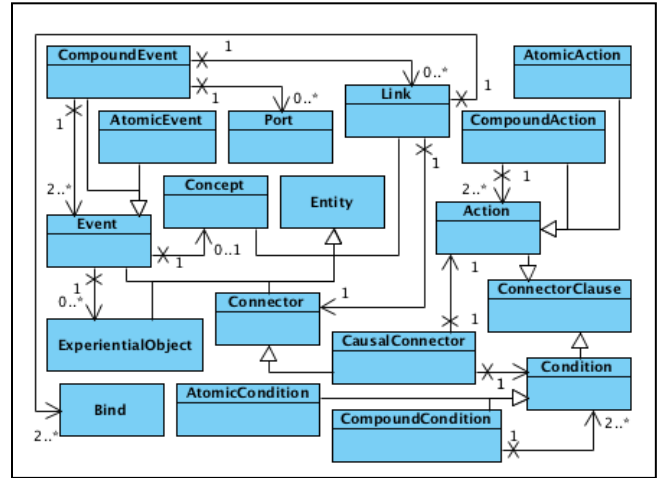 CompoundEvent
1
0..*
1
0..*
1
2..*
AtomicEvent
Port
Link
1
1
AtomicAction
CompoundAction
1
2..*
Concept
Entity
Action
Event
1
0..1
1
0..*
ExperientialObject
Connector
1
1
1
ConnectorClause
CausalConnector
1
Condition
AtomicCondition
Bind
2..*
CompoundCondition
1
2..*